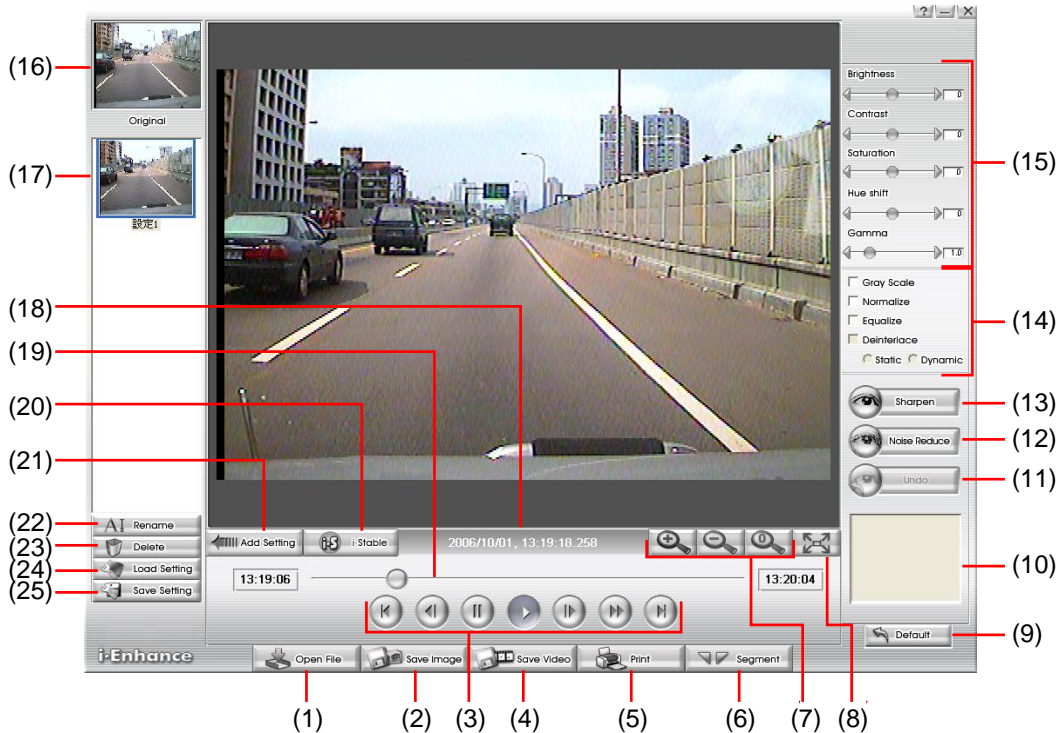 ? — X
(16)
Original
(17)
設定1
Brightness
0
Contrast
0
Saturation
0
Hue shift
0
Gamma
1.0
(15)
Gray Scale
Normalize
Equalize
Deinterlace
Static Dynamic
(14)
(18)
(19)
(20)
(21)
Sharpen
(13)
Noise Reduce
(12)
Undo
(11)
(22)
AI Rename
(23)
Delete
(24)
Load Setting
(25)
Save Setting
Add Setting
i·S i·Stable
2006/10/01, 13:19:18.258
0
13:19:06
13:20:04
(10)
Default
(9)
i-Enhance
Open File
Save Image
Save Video
Print
Segment
(1)
(2)
(3)
(4)
(5)
(6)
(7)
(8)